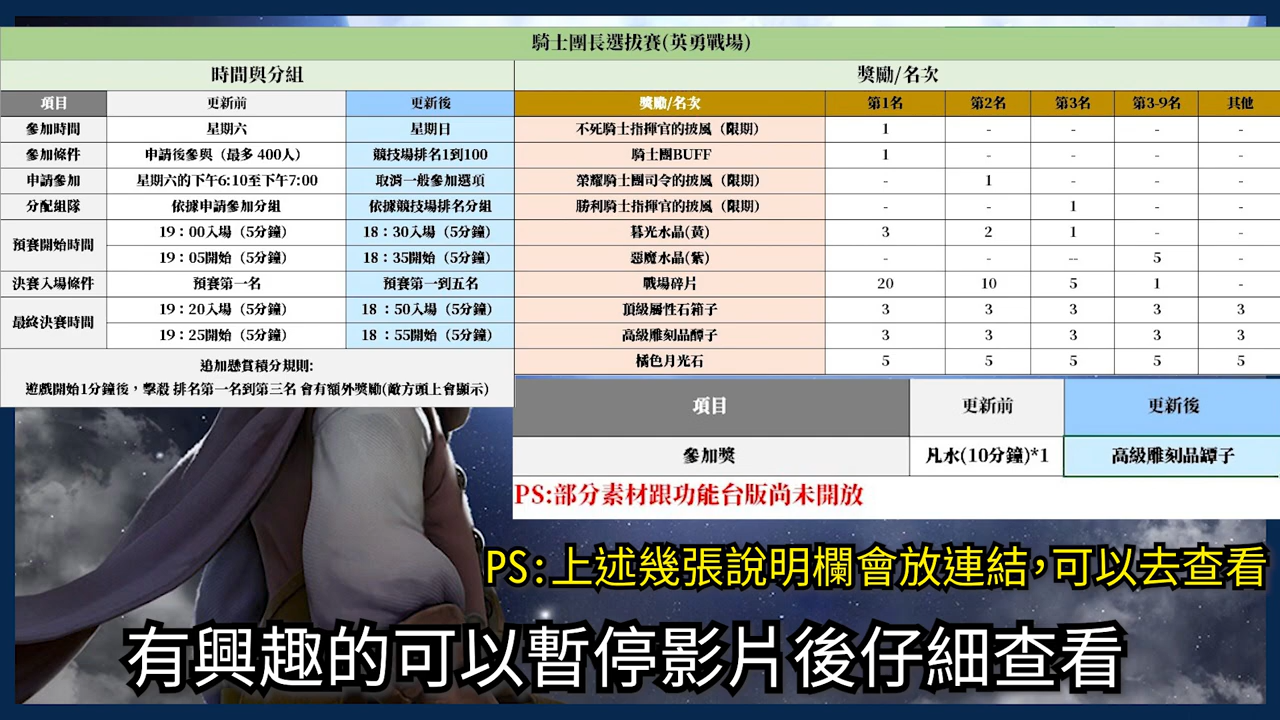 騎士團長選拔賽(英勇戰場)
時間與分組
項目 更新前 更新後
參加時間 星期六 星期日
參加條件 申請後參與（最多 400人） 競技場排名1到100
申請參加 星期六的下午6:10至下午7:00 取消一般參加選項
分配組隊 依據申請參加分組 依據競技場排名分組
預賽開始時間 19：00入場（5分鐘） 18：30入場（5分鐘）
19：05開始（5分鐘） 18：35開始（5分鐘）
決賽入場條件 預賽第一名 預賽第一到五名
最終決賽時間 19：20入場（5分鐘） 18 ：50入場（5分鐘）
19：25開始（5分鐘） 18 ：55開始（5分鐘）
追加懸賞積分規則:
遊戲開始1分鐘後，擊殺 排名第一名到第三名 會有額外獎勵(敵方頭上會顯示)
獎勵/名次
獎勵/名次 第1名 第2名 第3名 第3-9名 其他
不死騎士指揮官的披風（限期） 1 - - - -
騎士團BUFF 1 - - - -
榮耀騎士團司令的披風（限期） - 1 - - -
勝利騎士指揮官的披風（限期） - - 1 - -
暮光水晶(黃) 3 2 1 - -
惡魔水晶(紫) - - -- 5 -
戰場碎片 20 10 5 1 -
頂級屬性石箱子 3 3 3 3 3
高級雕刻品罈子 3 3 3 3 3
橘色月光石 5 5 5 5 5
項目 更新前 更新後
參加獎 凡水(10分鐘)*1 高級雕刻品罈子
PS:部分素材跟功能台版尚未開放
PS:上述幾張說明欄會放連結,可以去查看
有興趣的可以暫停影片後仔細查看